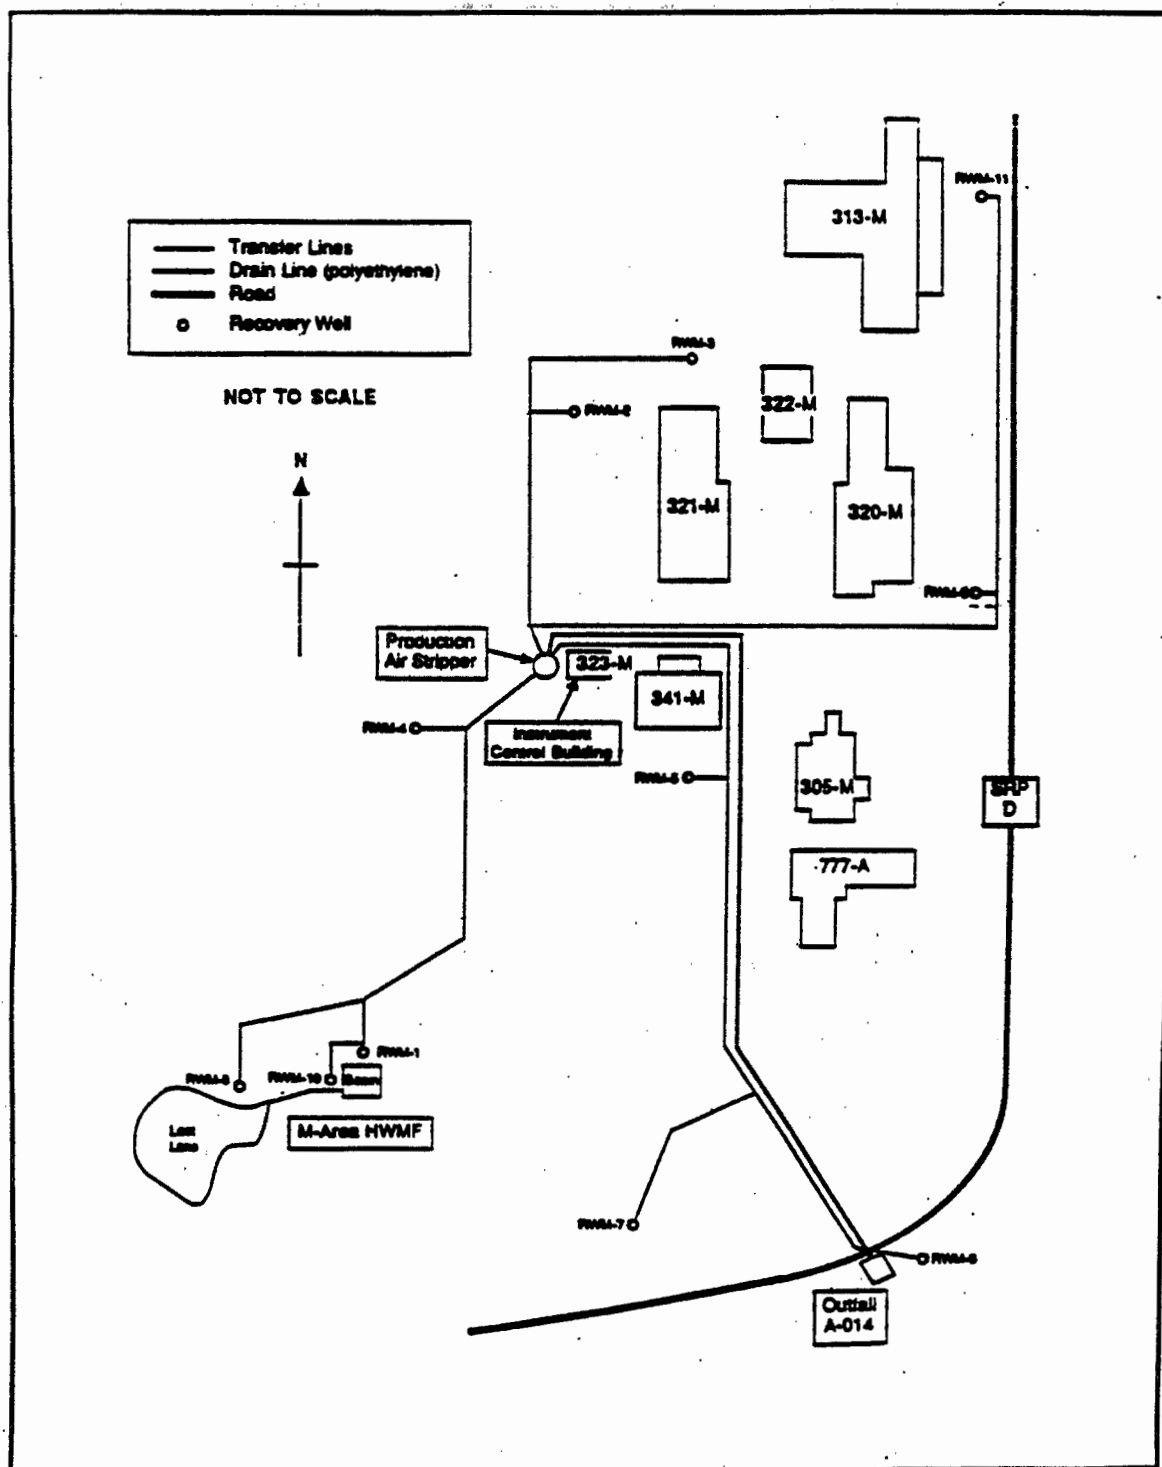 RWM-11
313-M
Transfer Lines
Drain Line (polyethylene)
Road
Recovery Well
NOT TO SCALE
RWM-3
322-M
RWM-2
N
321-M
320-M
Production
Air Stripper
323-M
341-M
RWM-4
Instrument
Control Building
RWM-5
305-M
SRP
D
777-A
RWM-1
RWM-10
Basin
Lost
Lake
M-Area HWMF
RWM-7
RWM-6
Outfall
A-014